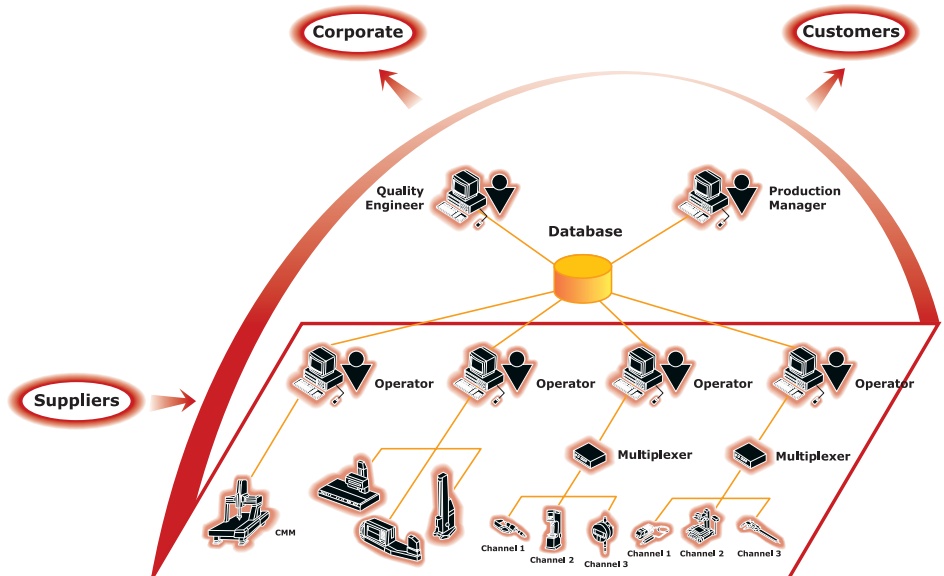 Corporate
Customers
Quality
Engineer
Production
Manager
Database
Operator
Operator
Operator
Operator
Suppliers
Multiplexer
Multiplexer
CMM
Channel 1
Channel 2
Channel 3
Channel 1
Channel 2
Channel 3